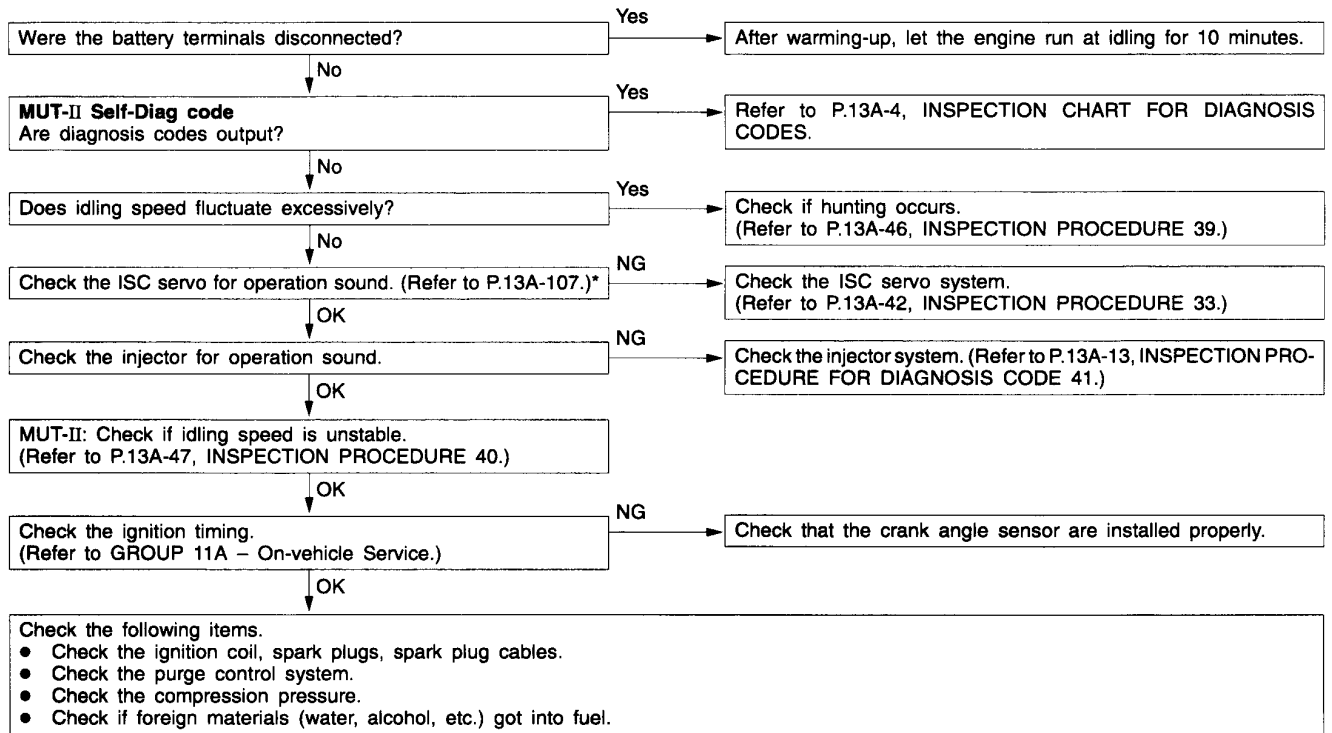 Were the battery terminals disconnected?
Yes
After warming-up, let the engine run at idling for 10 minutes.
No
MUT-II Self-Diag code
Are diagnosis codes output?
Yes
Refer to P.13A-4, INSPECTION CHART FOR DIAGNOSIS
CODES.
No
Does idling speed fluctuate excessively?
Yes
Check if hunting occurs.
(Refer to P.13A-46, INSPECTION PROCEDURE 39.)
No
Check the ISC servo for operation sound. (Refer to P.13A-107.)*
NG
Check the ISC servo system.
(Refer to P.13A-42, INSPECTION PROCEDURE 33.)
OK
Check the injector for operation sound.
NG
Check the injector system. (Refer to P.13A-13, INSPECTION PRO-
CEDURE FOR DIAGNOSIS CODE 41.)
OK
MUT-II: Check if idling speed is unstable.
(Refer to P.13A-47, INSPECTION PROCEDURE 40.)
OK
Check the ignition timing.
(Refer to GROUP 11A – On-vehicle Service.)
NG
Check that the crank angle sensor are installed properly.
OK
Check the following items.
● Check the ignition coil, spark plugs, spark plug cables.
● Check the purge control system.
● Check the compression pressure.
● Check if foreign materials (water, alcohol, etc.) got into fuel.